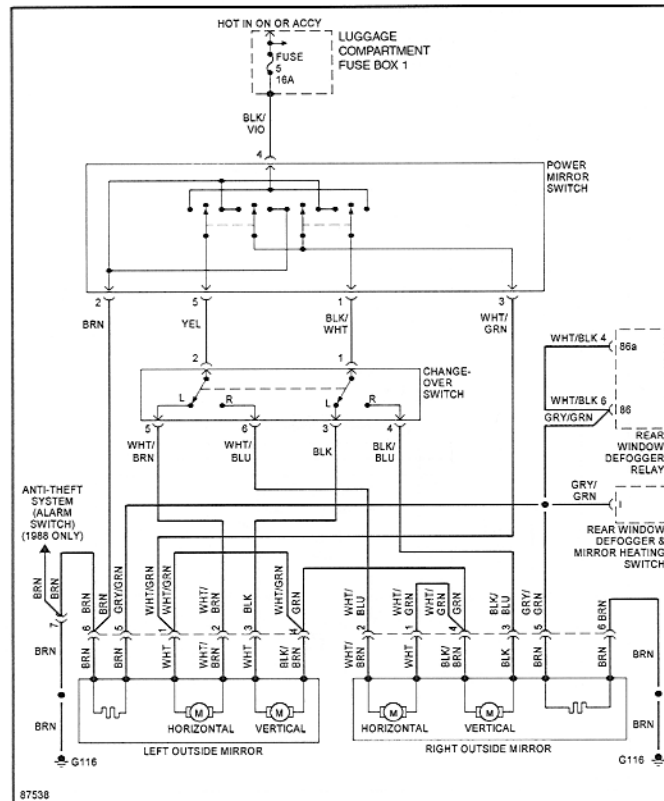 HOT IN ON OR ACCY
LUGGAGE
COMPARTMENT
FUSE BOX 1
FUSE
5
16A
BLK/
VIO
4
POWER
MIRROR
SWITCH
2
5
1
3
BRN
YEL
BLK/
WHT
WHT/
GRN
2
1
CHANGE-
OVER
SWITCH
L
R
L
R
5
6
3
4
WHT/
BRN
WHT/
BLU
BLK
BLK/
BLU
WHT/BLK 4
86a
WHT/BLK 6
86
GRY/GRN
REAR
WINDOW
DEFOGGER
RELAY
GRY/
GRN
I
REAR WINDOW
DEFOGGER &
MIRROR HEATING
SWITCH
ANTI-THEFT
SYSTEM
(ALARM
SWITCH)
(1988 ONLY)
BRN
BRN
BRN
BRN
GRY/GRN
WHT/GRN
WHT/GRN
WHT/
BRN
BLK
GRN
WHT/
BLU
WHT/
GRN
WHT/
GRN
GRN
BLK/
BLU
GRY/
GRN
BRN
7
6
5
1
2
3
4
2
1
4
3
5
6
BRN
BRN
BRN
WHT
WHT/
BRN
WHT
BLK/
BRN
WHT/
BRN
WHT
BLK/
BRN
BLK
BRN
BRN
BRN
M
M
M
M
HORIZONTAL
VERTICAL
HORIZONTAL
VERTICAL
BRN
BRN
LEFT OUTSIDE MIRROR
RIGHT OUTSIDE MIRROR
G116
G116
87538